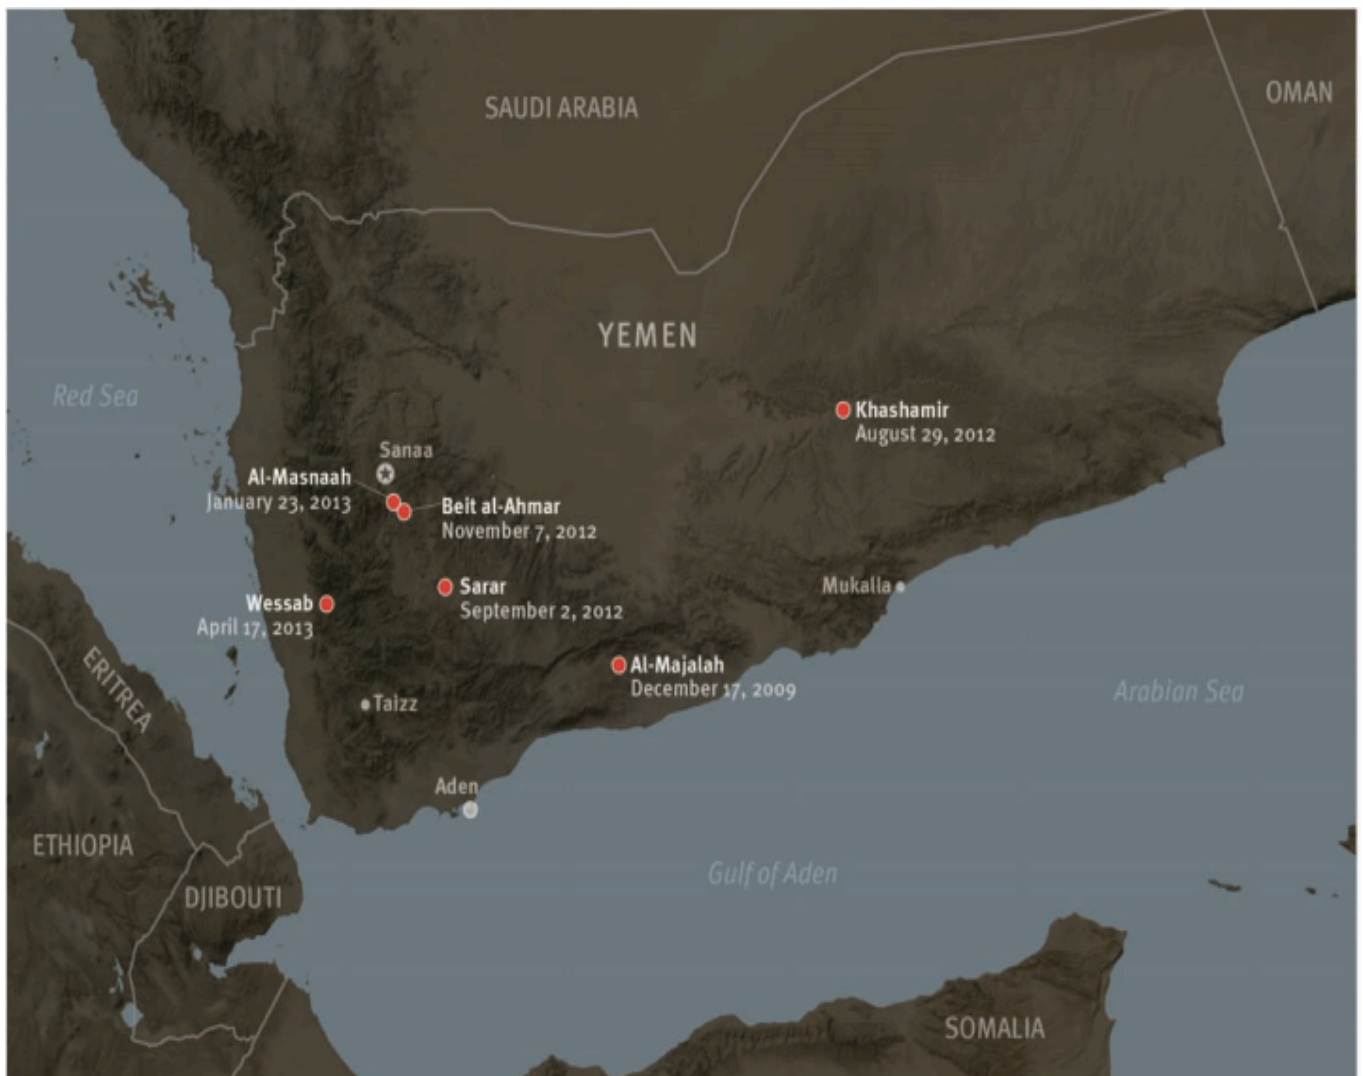 SAUDI ARABIA
OMAN
YEMEN
Red Sea
Khashamir
August 29, 2012
Sanaa
Al-Masnaah
January 23, 2013
Beit al-Ahmar
November 7, 2012
Sarar
September 2, 2012
Mukalla
Wessab
April 17, 2013
Al-Majalah
December 17, 2009
ERITREA
Taizz
Arabian Sea
Aden
ETHIOPIA
Gulf of Aden
DJIBOUTI
SOMALIA